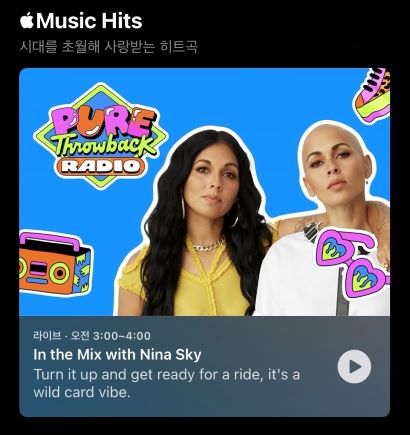 Music Hits
시대를 초월해 사랑받는 히트곡
PURE
Throwback
RADIO
라이브 · 오전 3:00~4:00
In the Mix with Nina Sky
Turn it up and get ready for a ride, it's a
wild card vibe.